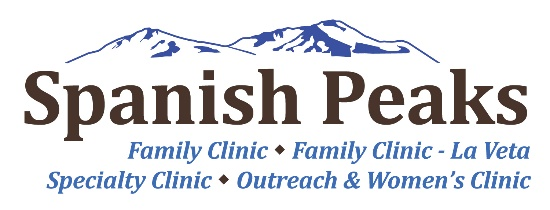 Spanish Peaks
Family Clinic ◆ Family Clinic - La Veta
Specialty Clinic ◆ Outreach & Women's Clinic